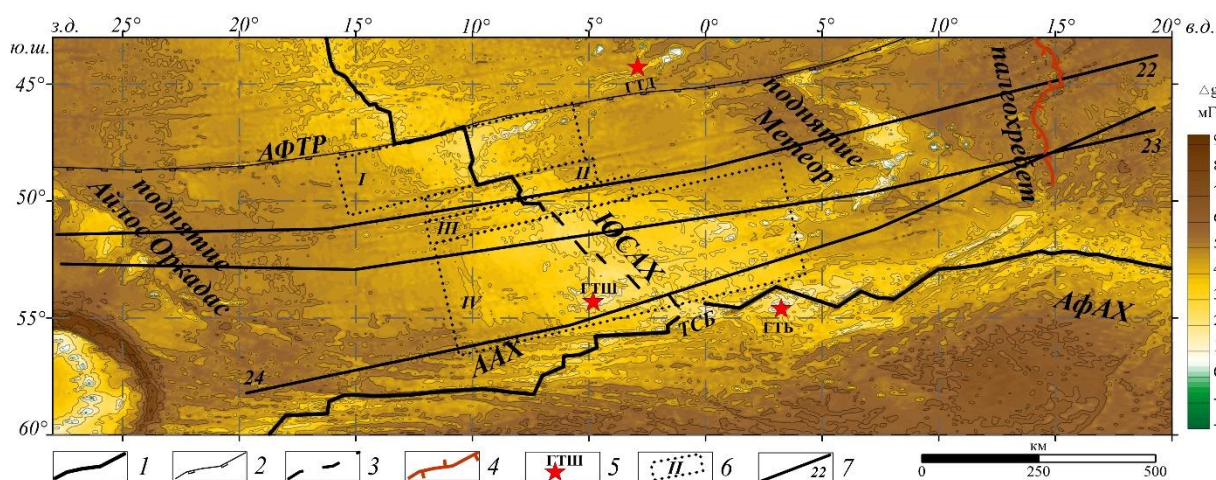 з.д. 25° 20° 15° 10° 5° 0° 5° 10° 15° 20° в.д.
ю.ш.
45°
50°
55°
60°
ГТД
22
АФТР
поднятие
Метеор
палеохребет
23
I
II
III
IV
поднятие
Айлос Оркадас
ЮСАХ
ГТШ
ТСБ
ГТБ
АфАХ
ААХ
24
Δg
1 2 3 4 ГТШ 5 II 6 22 7
км
0 250 500